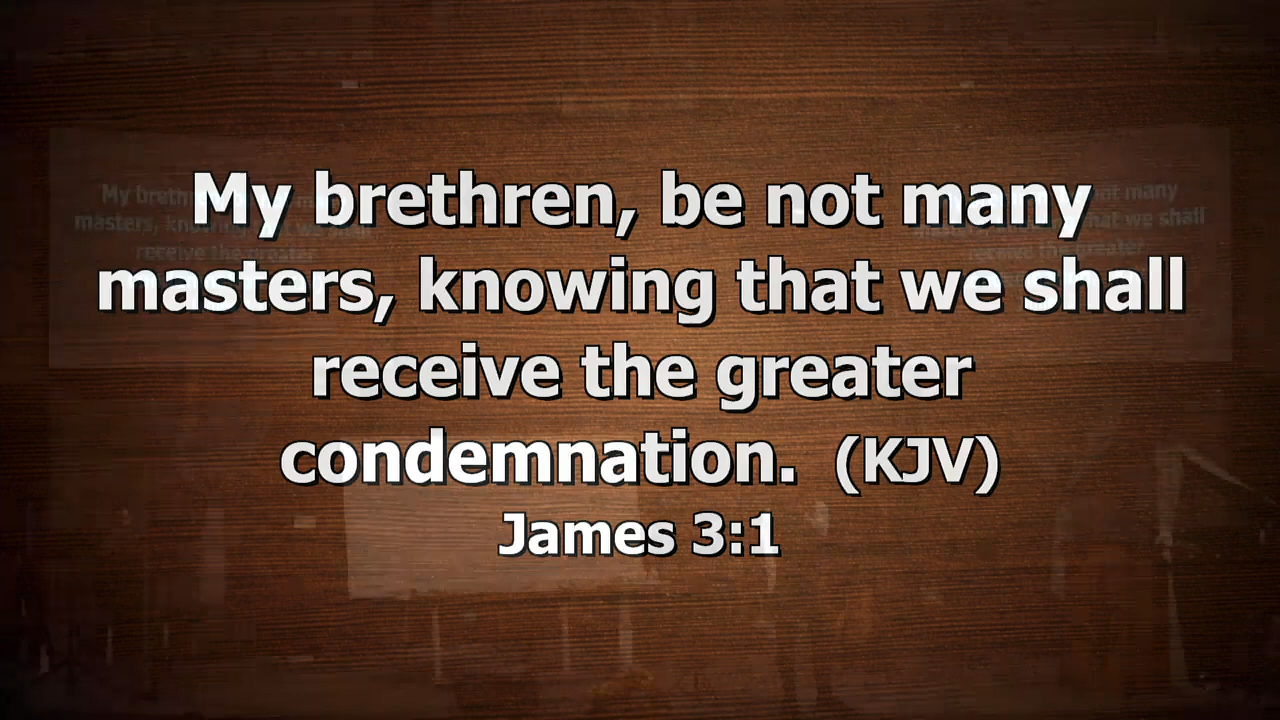 My brethren, be not many
masters, knowing that we shall
receive the greater
condemnation. (KJV)
James 3:1